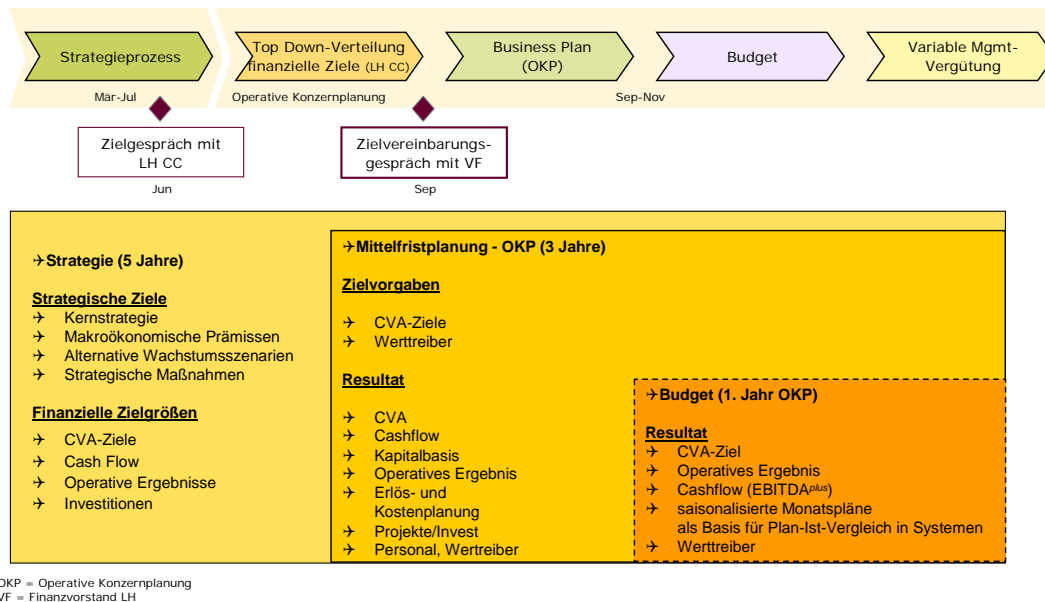 Strategieprozess
Top Down-Verteilung
finanzielle Ziele (LH CC)
Business Plan
(OKP)
Budget
Variable Mgmt-
Vergütung
Mär-Jul
Operative Konzernplanung
Sep-Nov
Zielgespräch mit
LH CC
Jun
Zielvereinbarungs-
gespräch mit VF
Sep
✈Strategie (5 Jahre)
Strategische Ziele
✈ Kernstrategie
✈ Makroökonomische Prämissen
✈ Alternative Wachstumsszenarien
✈ Strategische Maßnahmen
Finanzielle Zielgrößen
✈ CVA-Ziele
✈ Cash Flow
✈ Operative Ergebnisse
✈ Investitionen
✈Mittelfristplanung - OKP (3 Jahre)
Zielvorgaben
✈ CVA-Ziele
✈ Werttreiber
Resultat
✈ CVA
✈ Cashflow
✈ Kapitalbasis
✈ Operatives Ergebnis
✈ Erlös- und
Kostenplanung
✈ Projekte/Invest
✈ Personal, Wertreiber
✈Budget (1. Jahr OKP)
Resultat
✈ CVA-Ziel
✈ Operatives Ergebnis
✈ Cashflow (EBITDAplus)
✈ saisonalisierte Monatspläne
als Basis für Plan-Ist-Vergleich in Systemen
✈ Werttreiber
OKP = Operative Konzernplanung
VF = Finanzvorstand LH